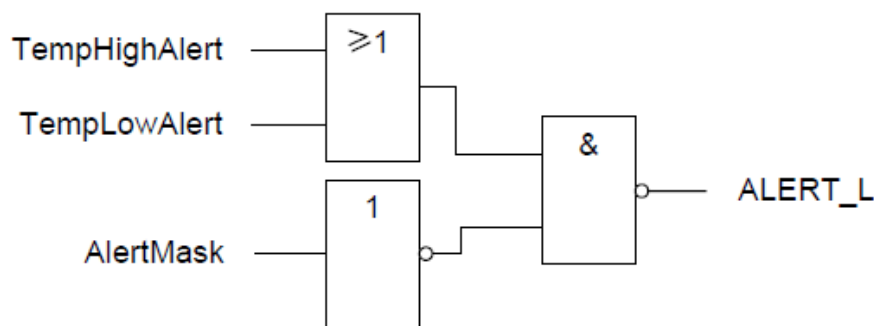 TempHighAlert
≥1
TempLowAlert
&
ALERT_L
1
AlertMask